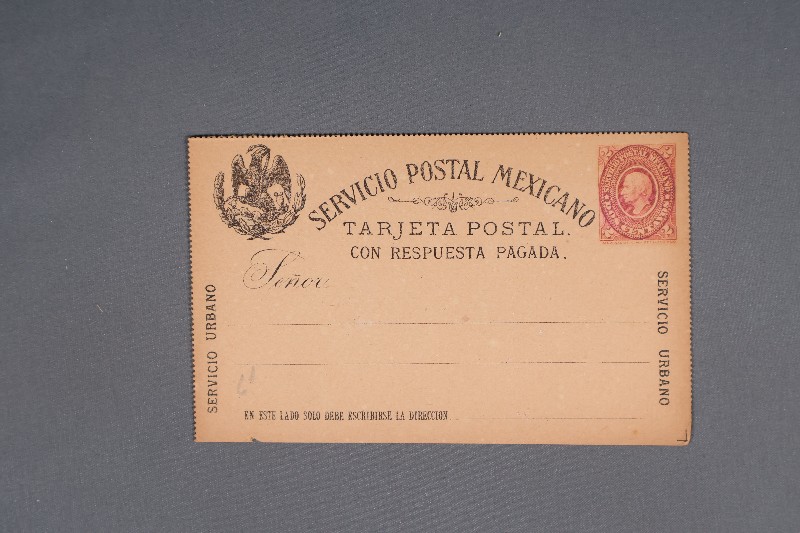 SERVICIO POSTAL MEXICANO
TARJETA POSTAL.
CON RESPUESTA PAGADA.
Señor
SERVICIO URBANO
SERVICIO URBANO
EN ESTE LADO SOLO DEBE ESCRIBIRSE LA DIRECCION